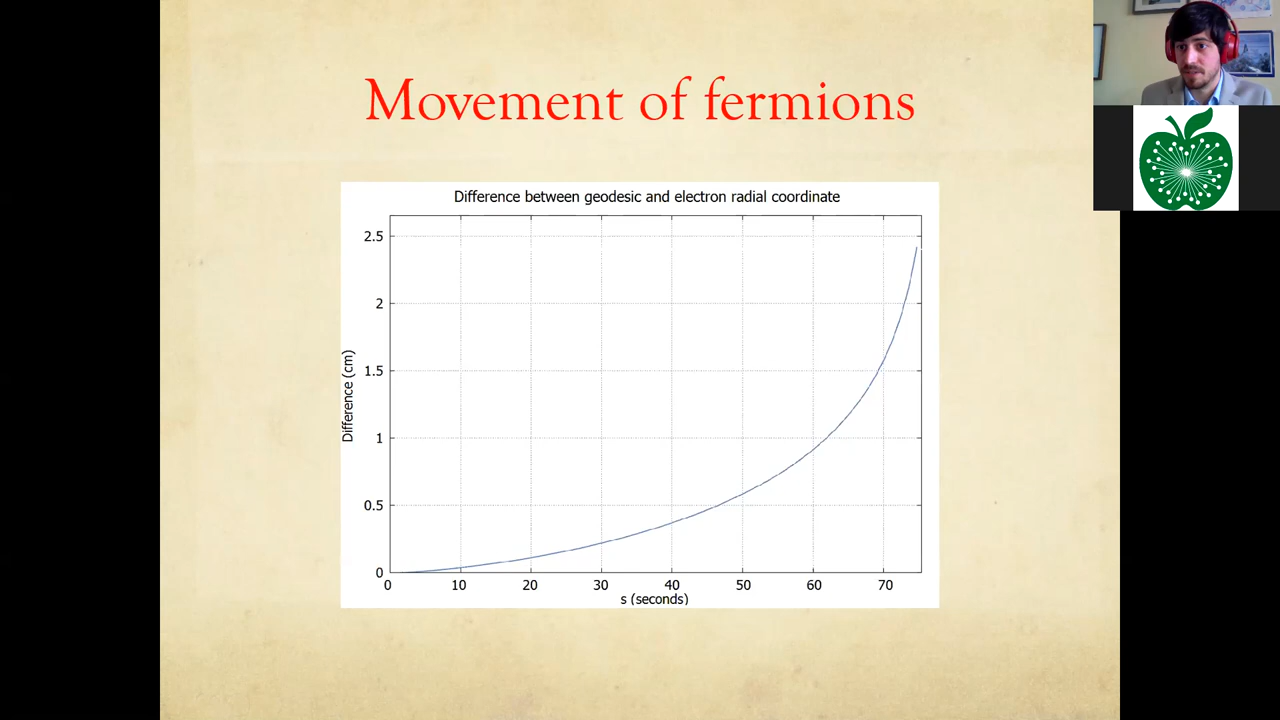 Movement of fermions
Difference between geodesic and electron radial coordinate
2.5
2
1.5
1
0.5
0
Difference (cm)
0 10 20 30 40 50 60 70
s (seconds)